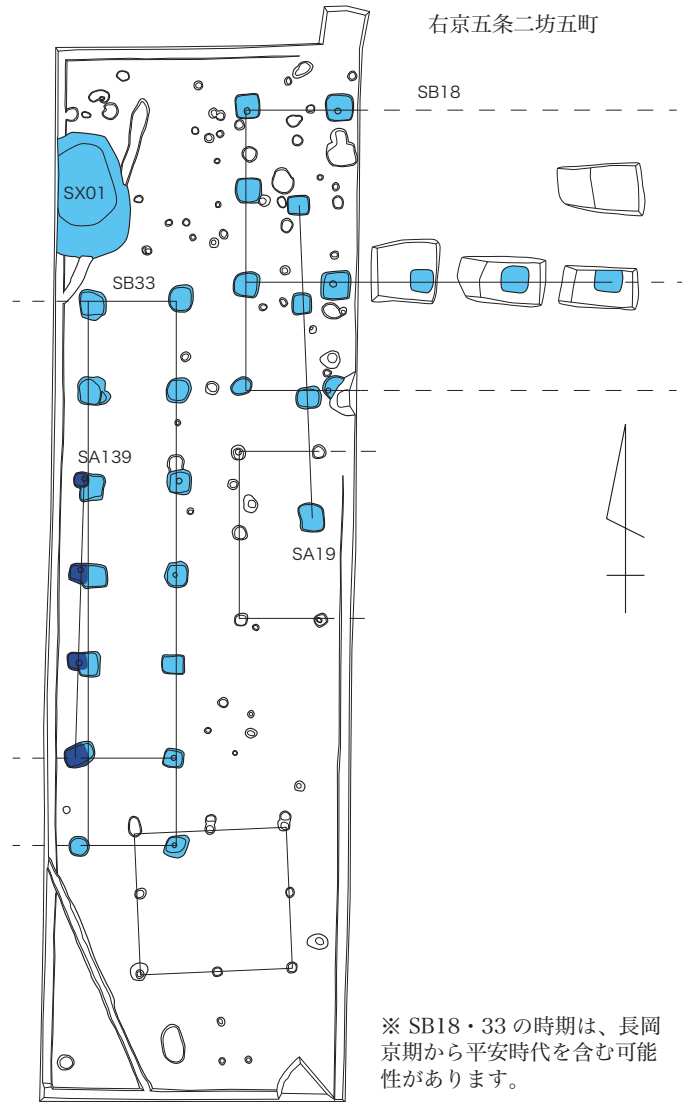 右京五条二坊五町
SB18
SX01
SB33
SA139
SA19
※ SB18・33 の時期は、長岡
京期から平安時代を含む可能
性があります。